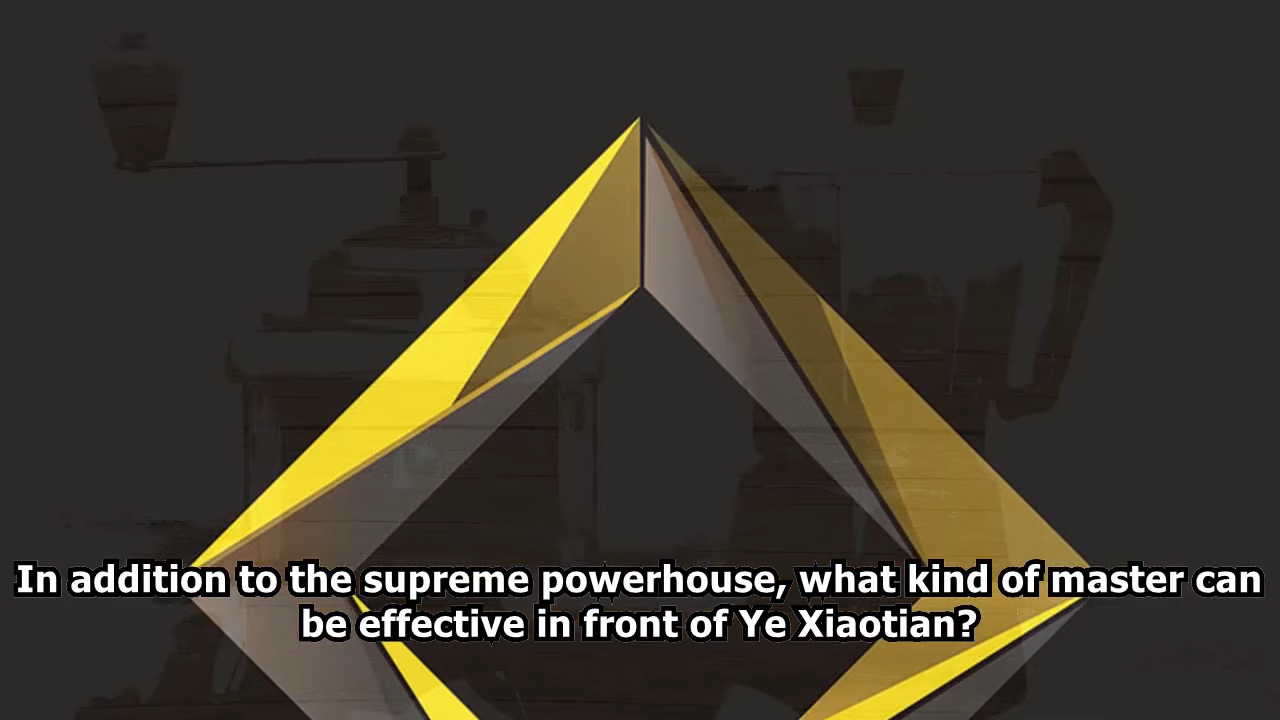 In addition to the supreme powerhouse, what kind of master can
be effective in front of Ye Xiaotian?